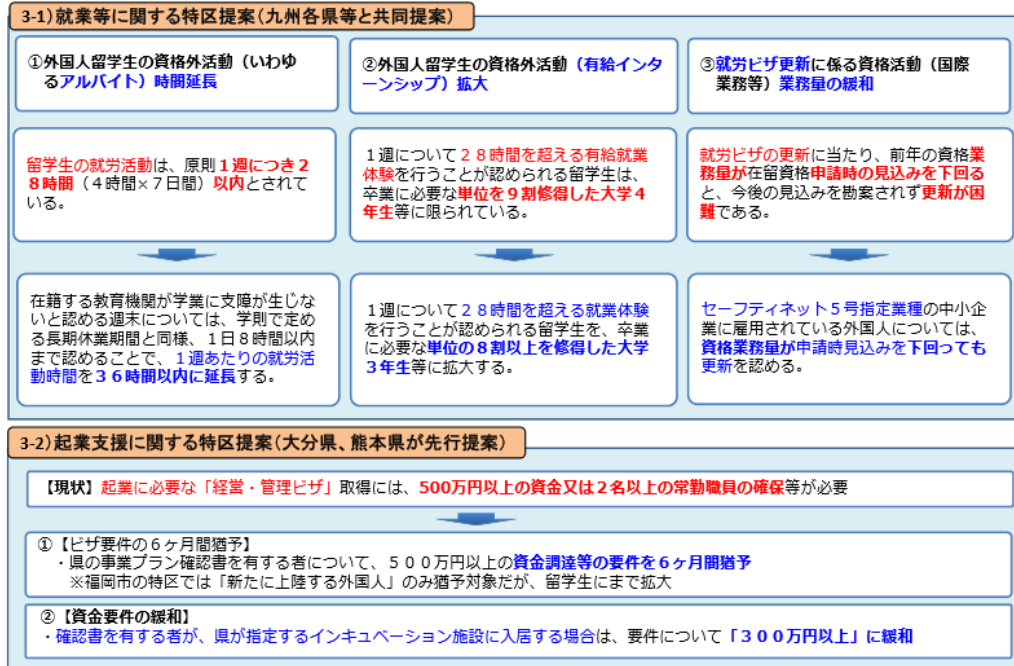 3-1)就業等に関する特区提案(九州各県等と共同提案)
①外国人留学生の資格外活動（いわゆ
るアルバイト）時間延長
留学生の就労活動は、原則１週につき２
８時間（４時間×７日間）以内とされて
いる。
在籍する教育機関が学業に支障が生じな
いと認める週末については、学則で定め
る長期休業期間と同様、１日８時間以内
まで認めることで、１週あたりの就労活
動時間を３６時間以内に延長する。
②外国人留学生の資格外活動（有給インタ
ーンシップ）拡大
１週について２８時間を超える有給就業
体験を行うことが認められる留学生は、
卒業に必要な単位を９割修得した大学４
年生等に限られている。
１週について２８時間を超える就業体験
を行うことが認められる留学生を、卒業
に必要な単位の８割以上を修得した大学
３年生等に拡大する。
③就労ビザ更新に係る資格活動（国際
業務等）業務量の緩和
就労ビザの更新に当たり、前年の資格業
務量が在留資格申請時の見込みを下回る
と、今後の見込みを勘案されず更新が困
難である。
セーフティネット５号指定業種の中小企
業に雇用されている外国人については、
資格業務量が申請時見込みを下回っても
更新を認める。
3-2)起業支援に関する特区提案(大分県、熊本県が先行提案)
【現状】起業に必要な「経営・管理ビザ」取得には、500万円以上の資金又は２名以上の常勤職員の確保等が必要
①【ビザ要件の６ヶ月間猶予】
・県の事業プラン確認書を有する者について、５００万円以上の資金調達等の要件を６ヶ月間猶予
※福岡市の特区では「新たに上陸する外国人」のみ猶予対象だが、留学生にまで拡大
②【資金要件の緩和】
・確認書を有する者が、県が指定するインキュベーション施設に入居する場合は、要件について「３００万円以上」に緩和